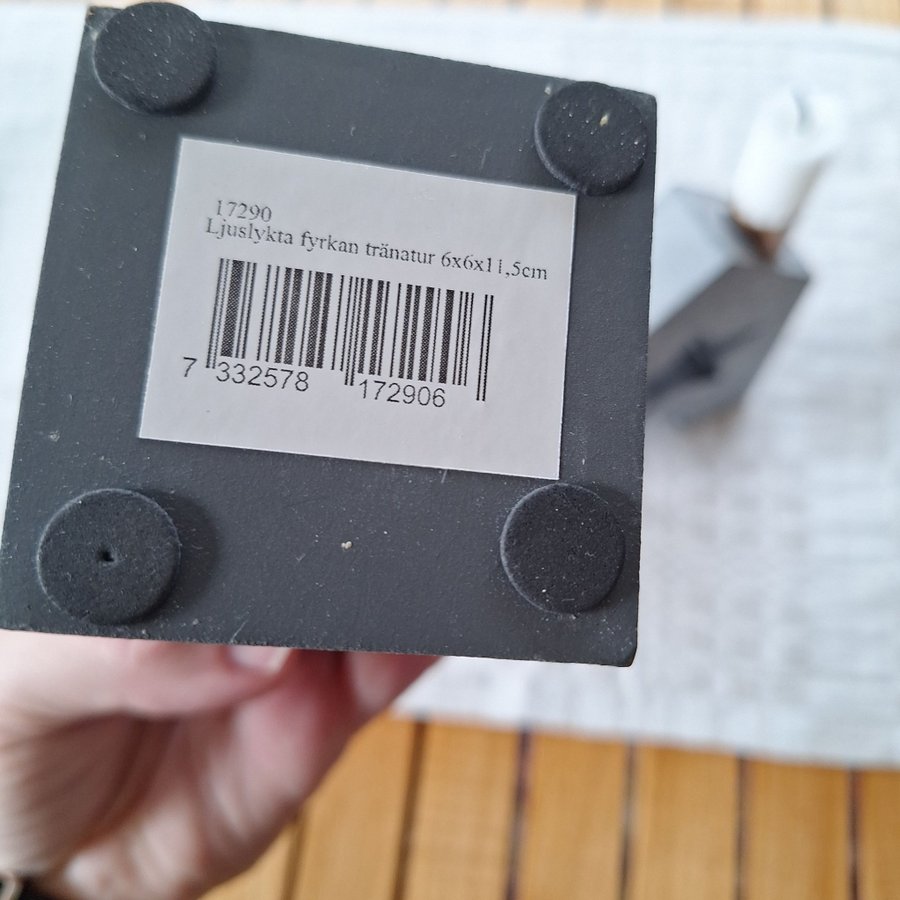 17290
Ljuslykta fyrkan tränatur 6x6x11,5cm
7 332578 172906